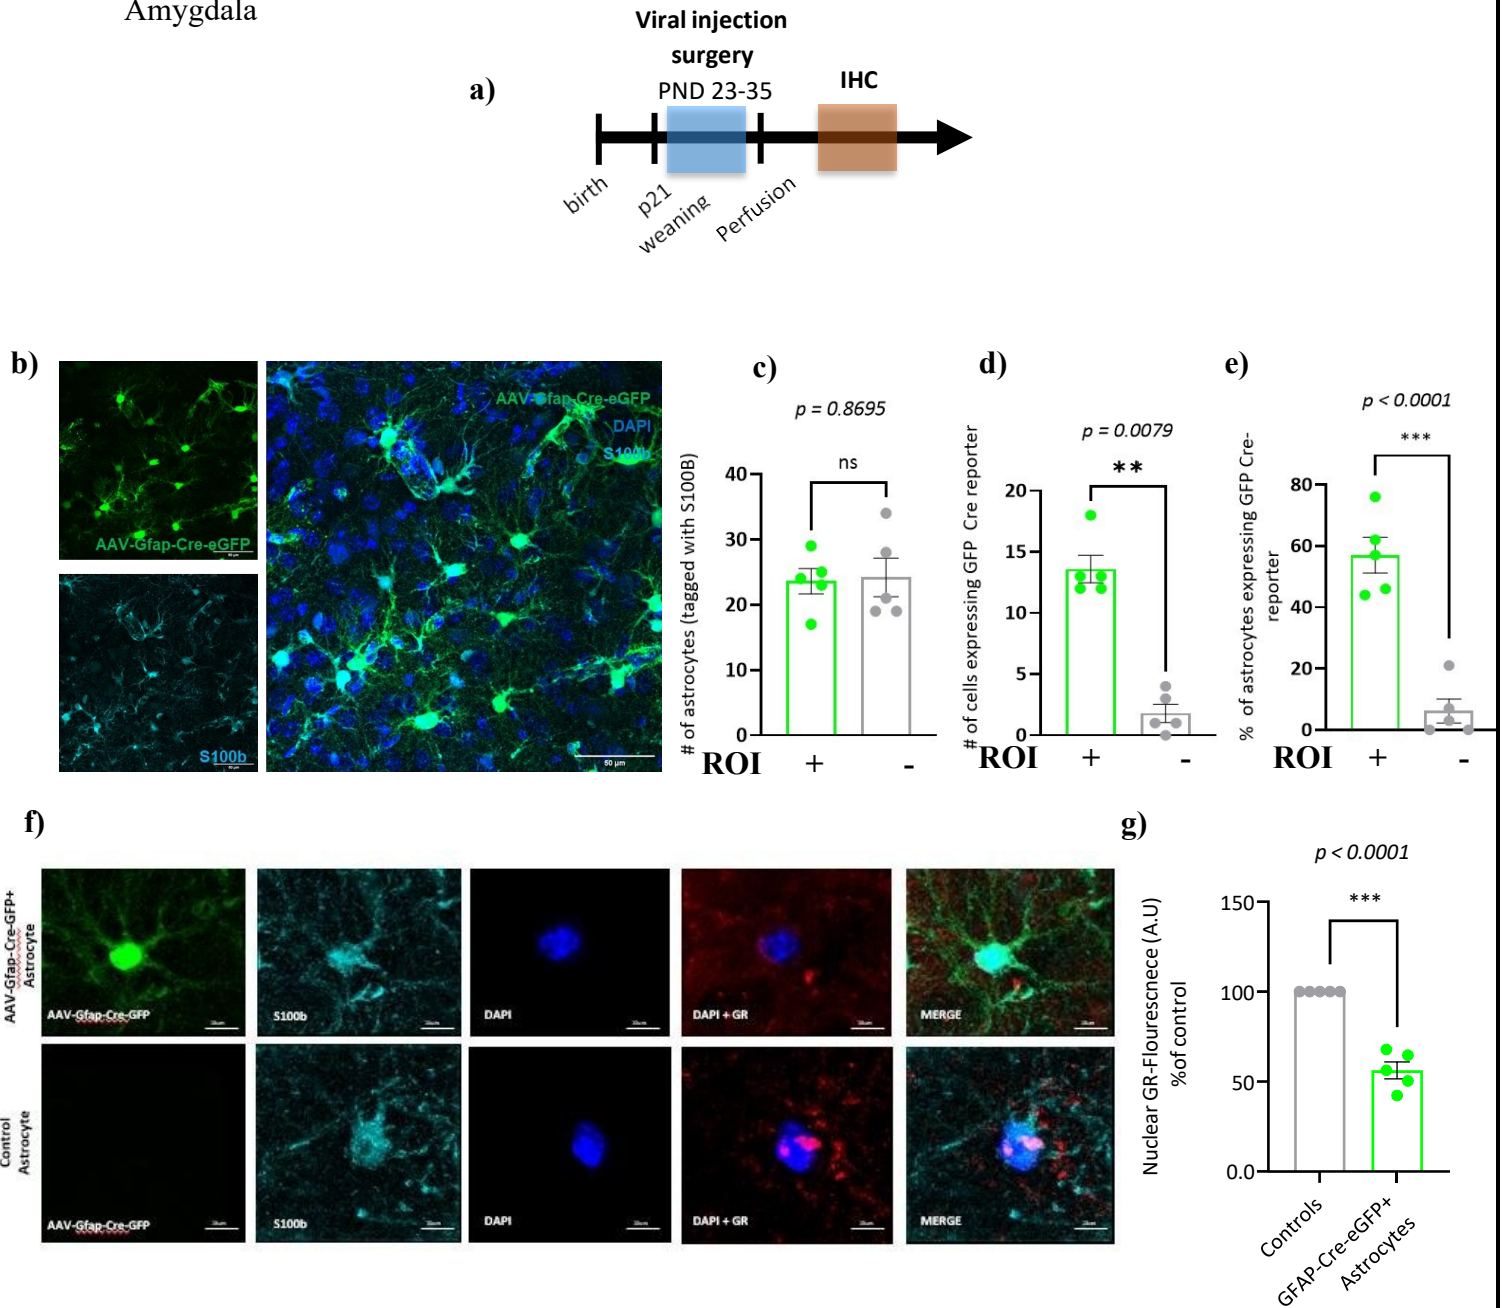 Amygdala
a)
Viral injection
surgery
PND 23-35
IHC
birth
p21
weaning
Perfusion
b)
AAV-Gfap-Cre-eGFP
S100b
AAV-Gfap-Cre-eGFP
DAPI
S100b
50 µm
c)
p = 0.8695
ns
# of astrocytes (tagged with S100B)
40
30
20
10
0
ROI + -
d)
p = 0.0079
**
# of cells expressing GFP Cre reporter
20
15
10
5
0
ROI + -
e)
p < 0.0001
***
% of astrocytes expressing GFP Cre-
reporter
80
60
40
20
0
ROI + -
f)
AAV-Gfap-Cre-GFP+
Astrocyte
AAV-Gfap-Cre-GFP
S100b
DAPI
DAPI + GR
MERGE
Control
Astrocyte
AAV-Gfap-Cre-GFP
S100b
DAPI
DAPI + GR
MERGE
g)
p < 0.0001
***
Nuclear GR-Flourescnece (A.U)
%of control
150
100
50
0.0
Controls
GFAP-Cre-eGFP+
Astrocytes